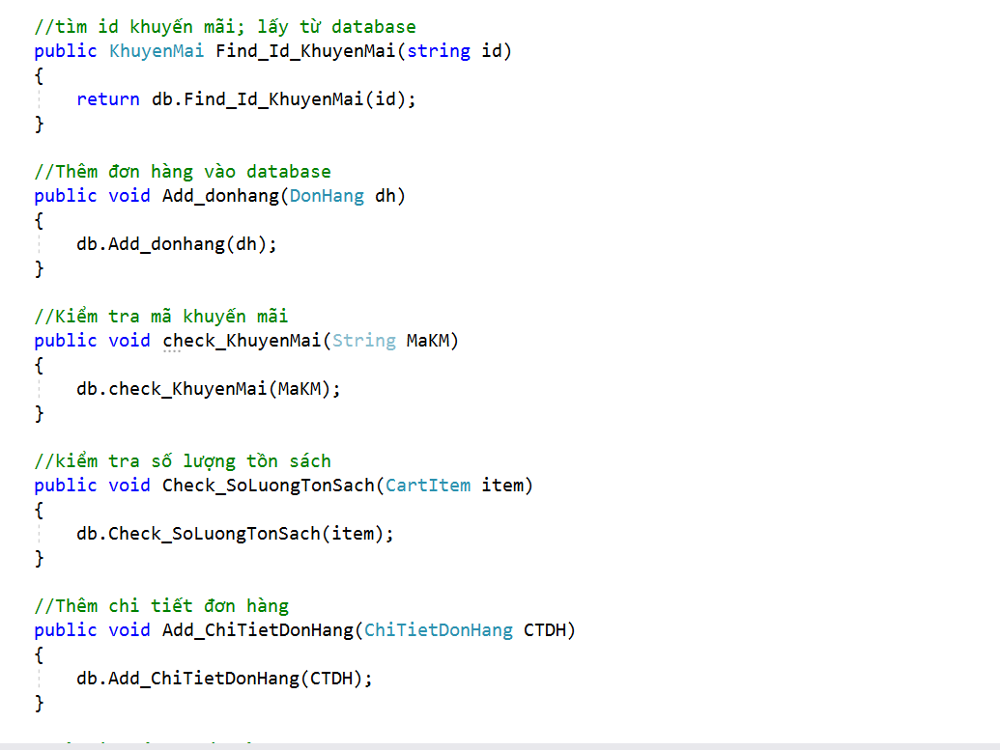 //tìm id khuyến mãi; lấy từ database
public KhuyenMai Find_Id_KhuyenMai(string id)
{
return db.Find_Id_KhuyenMai(id);
}
//Thêm đơn hàng vào database
public void Add_donhang(DonHang dh)
{
db.Add_donhang(dh);
}
//Kiểm tra mã khuyến mãi
public void check_KhuyenMai(String MaKM)
{
db.check_KhuyenMai(MaKM);
}
//kiểm tra số lượng tồn sách
public void Check_SoLuongTonSach(CartItem item)
{
db.Check_SoLuongTonSach(item);
}
//Thêm chi tiết đơn hàng
public void Add_ChiTietDonHang(ChiTietDonHang CTDH)
{
db.Add_ChiTietDonHang(CTDH);
}